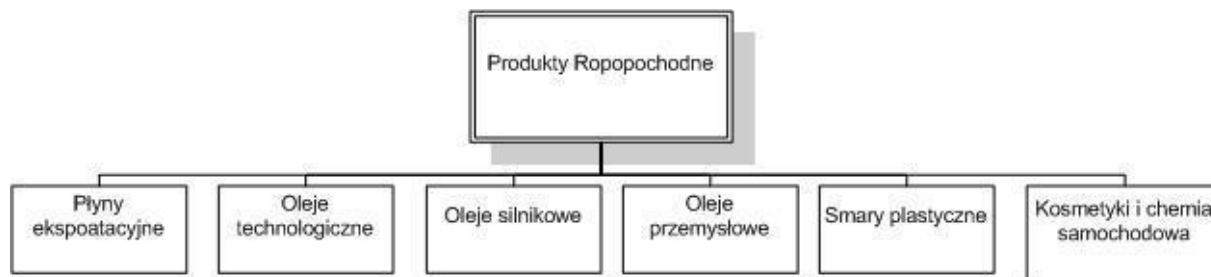 Produkty Ropopochodne
Płyny
ekspoatacyjne
Oleje
technologiczne
Oleje silnikowe
Oleje
przemysłowe
Smary plastyczne
Kosmetyki i chemia
samochodowa